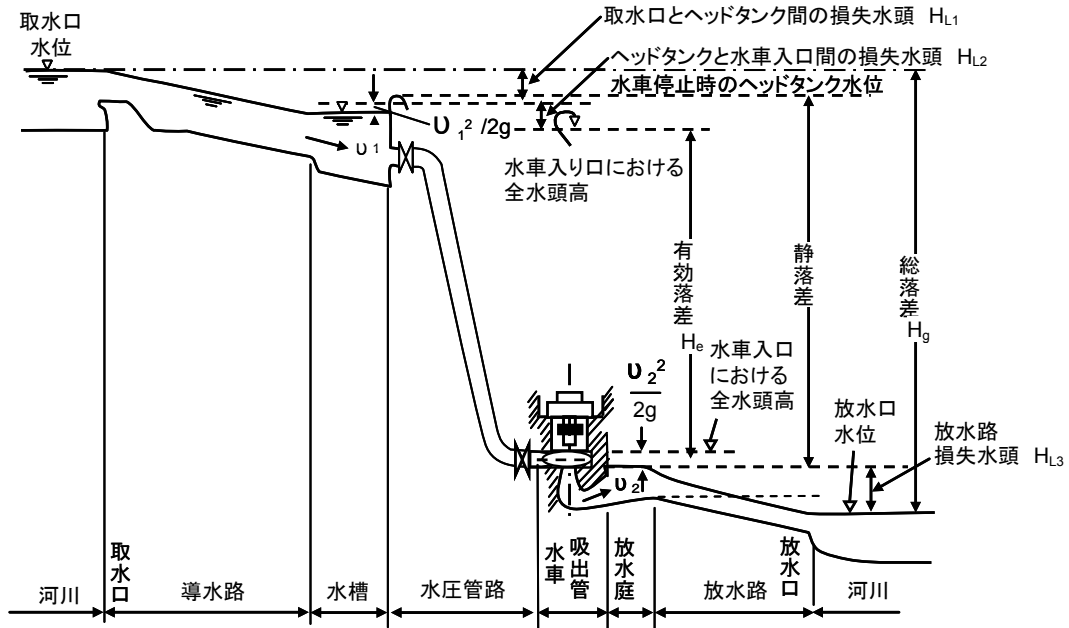 取水口
水位
取水口とヘッドタンク間の損失水頭 HL1
ヘッドタンクと水車入口間の損失水頭 HL2
水車停止時のヘッドタンク水位
υ₁²/2g
υ1
水車入り口における
全水頭高
有効落差
He
静落差
総落差
Hg
水車入口
における
全水頭高
υ₂²
2g
放水口
水位
放水路
損失水頭 HL3
υ2
河川
取水口
導水路
水槽
水圧管路
水車
吸出管
放水庭
放水路
放水口
河川